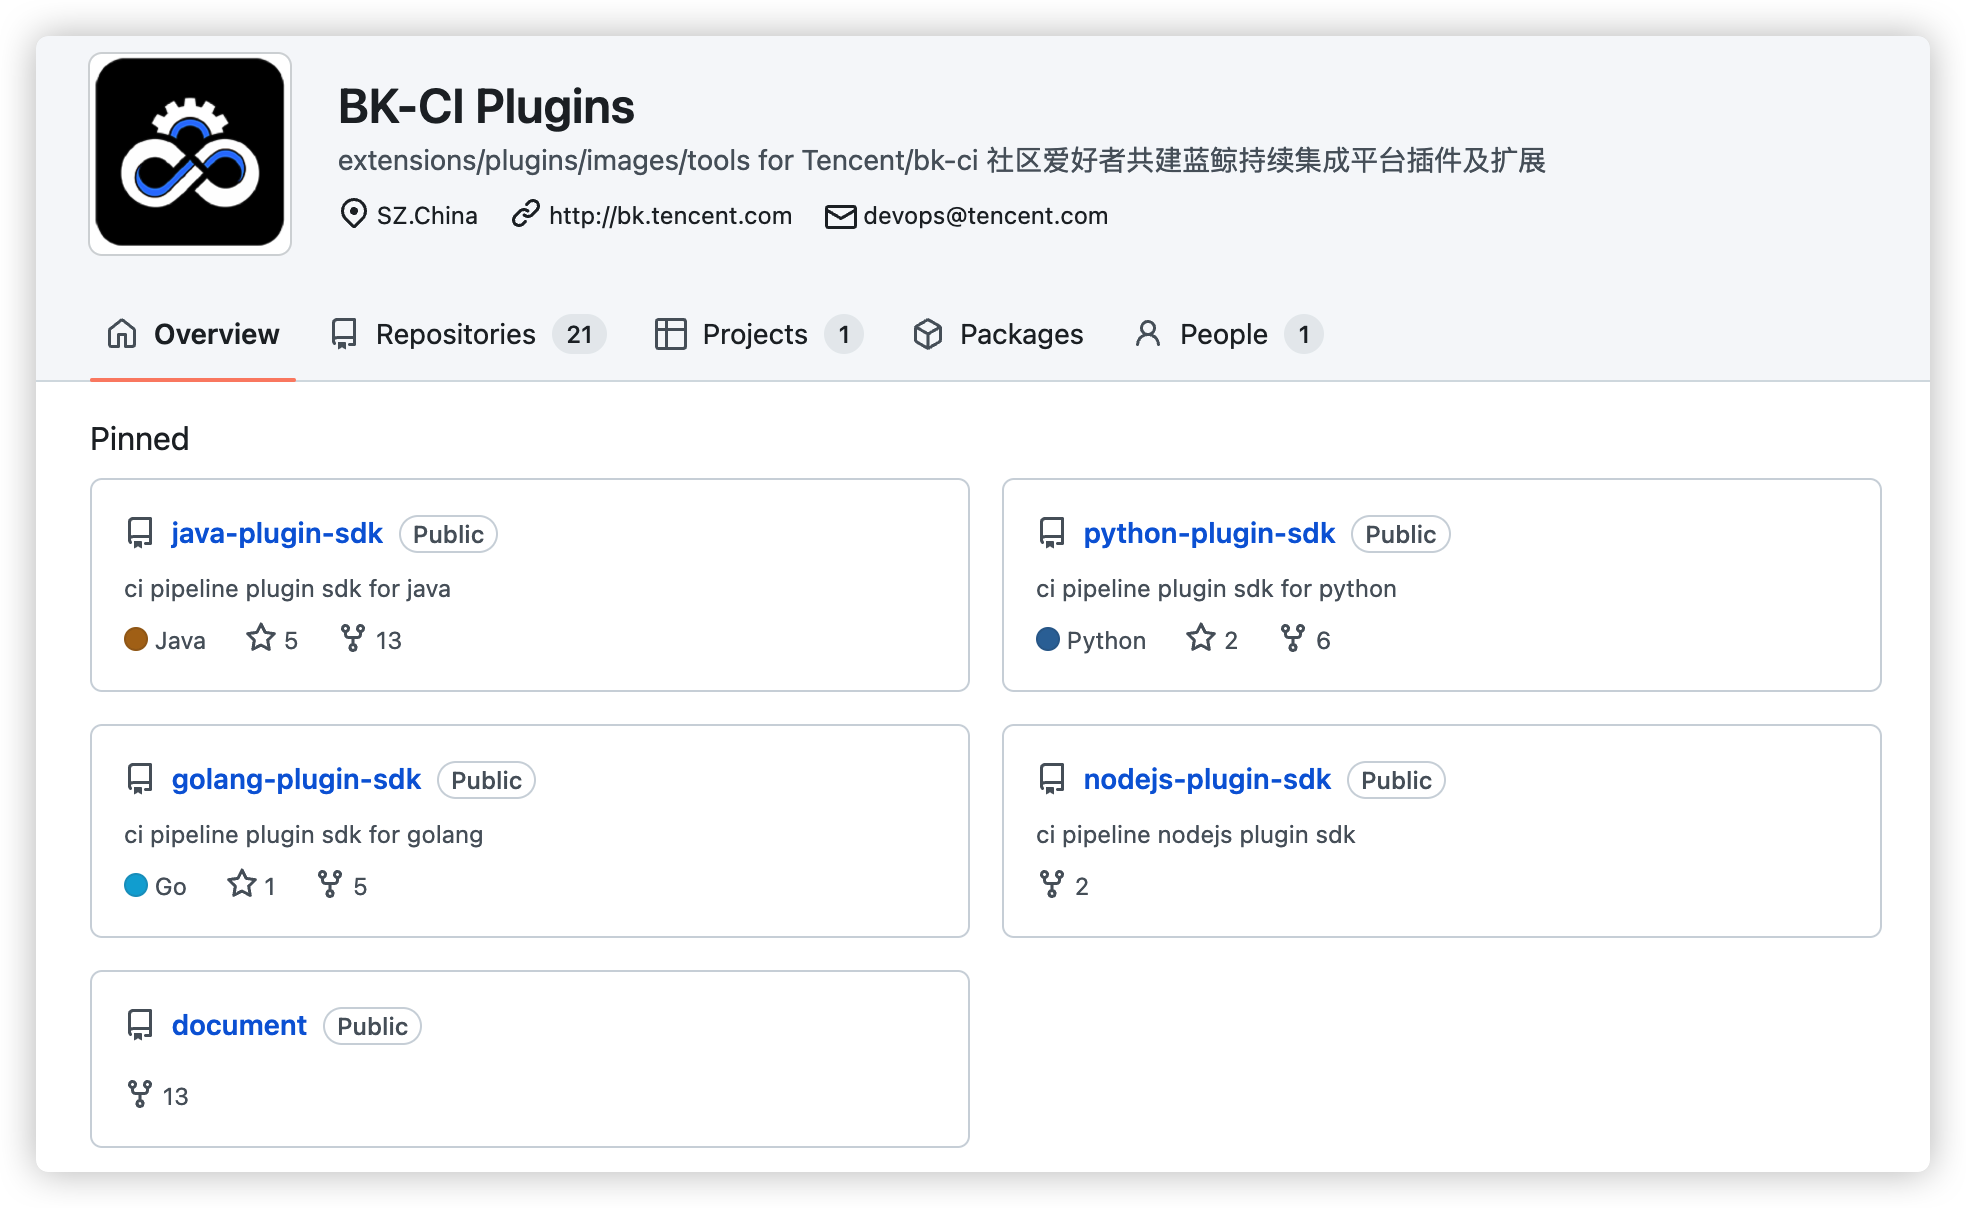 BK-CI Plugins
extensions/plugins/images/tools for Tencent/bk-ci 社区爱好者共建蓝鲸持续集成平台插件及扩展
SZ.China http://bk.tencent.com devops@tencent.com
Overview Repositories 21 Projects 1 Packages People 1
Pinned
java-plugin-sdk Public
ci pipeline plugin sdk for java
Java 5 13
python-plugin-sdk Public
ci pipeline plugin sdk for python
Python 2 6
golang-plugin-sdk Public
ci pipeline plugin sdk for golang
Go 1 5
nodejs-plugin-sdk Public
ci pipeline nodejs plugin sdk
2
document Public
13